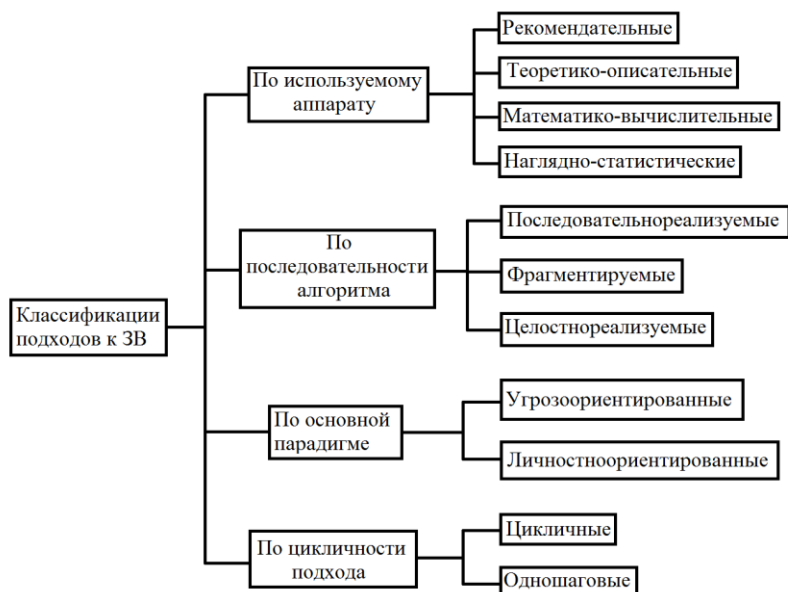 Классификации
подходов к ЗВ
По используемому
аппарату
Рекомендательные
Теоретико-описательные
Математико-вычислительные
Наглядно-статистические
По
последовательности
алгоритма
Последовательнореализуемые
Фрагментируемые
Целостнореализуемые
По основной
парадигме
Угрозоориентированные
Личностноориентированные
По цикличности
подхода
Цикличные
Одношаговые